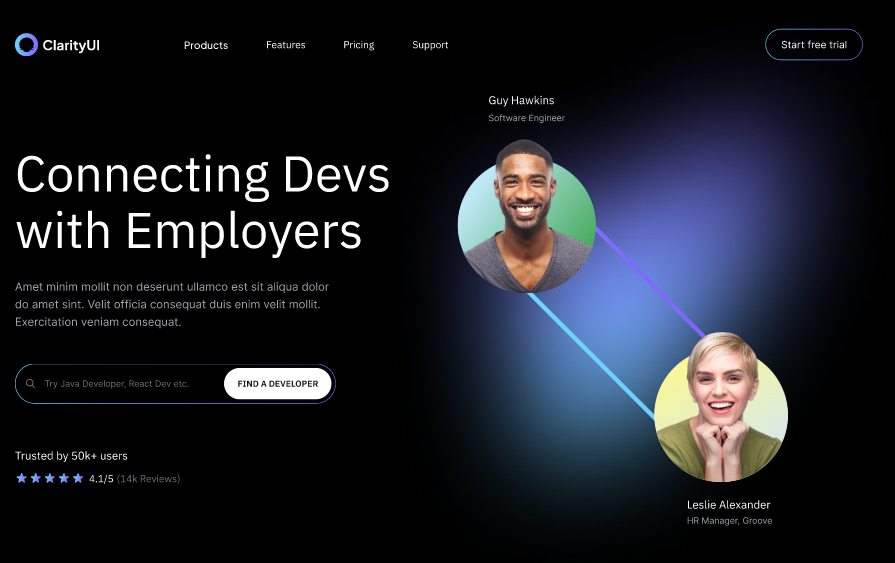 ClarityUI
Products
Features
Pricing
Support
Start free trial
Guy Hawkins
Software Engineer
Connecting Devs
with Employers
Amet minim mollit non deserunt ullamco est sit aliqua dolor
do amet sint. Velit officia consequat duis enim velit mollit.
Exercitation veniam consequat.
Try Java Developer, React Dev etc.
FIND A DEVELOPER
Trusted by 50k+ users
4.1/5 (14k Reviews)
Leslie Alexander
HR Manager, Groove